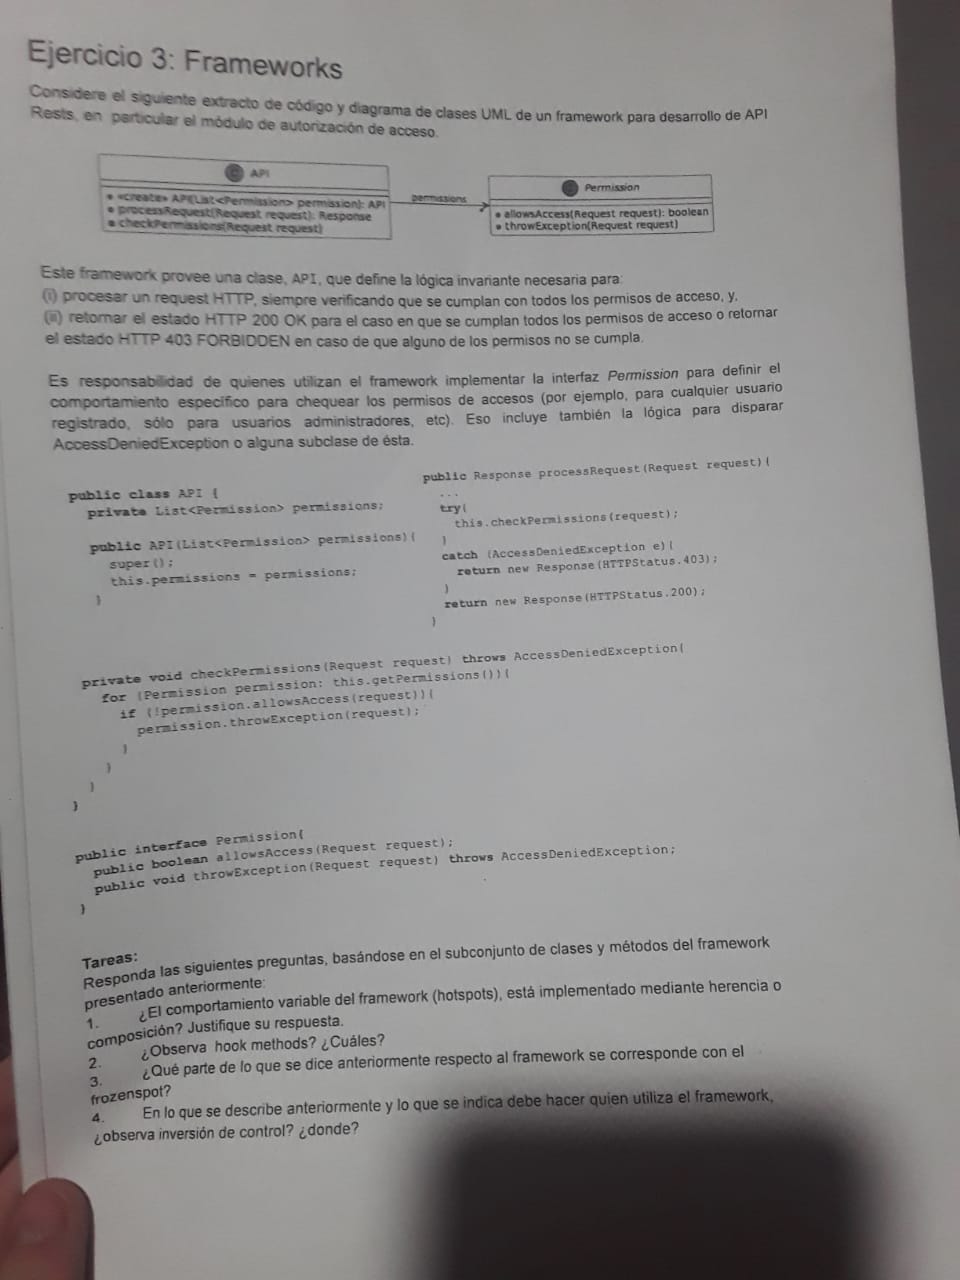 Ejercicio 3: Frameworks
Considere el siguiente extracto de código y diagrama de clases UML de un framework para desarrollo de API
Rests, en particular el módulo de autorización de acceso.
C API
«create» API(List<Permission> permission): API
processRequest(Request request): Response
checkPermissions(Request request)
permissions
Permission
allowsAccess(Request request): boolean
throwException(Request request)
Este framework provee una clase, API, que define la lógica invariante necesaria para:
(i) procesar un request HTTP, siempre verificando que se cumplan con todos los permisos de acceso, y,
(ii) retornar el estado HTTP 200 OK para el caso en que se cumplan todos los permisos de acceso o retornar
el estado HTTP 403 FORBIDDEN en caso de que alguno de los permisos no se cumpla.
Es responsabilidad de quienes utilizan el framework implementar la interfaz Permission para definir el
comportamiento específico para chequear los permisos de accesos (por ejemplo, para cualquier usuario
registrado, sólo para usuarios administradores, etc). Eso incluye también la lógica para disparar
AccessDeniedException o alguna subclase de ésta.
public class API {
private List<Permission> permissions;
public API(List<Permission> permissions){
super();
this.permissions = permissions;
}
public Response processRequest(Request request){
...
try{
this.checkPermissions(request);
}
catch (AccessDeniedException e){
return new Response(HTTPStatus.403);
}
return new Response(HTTPStatus.200);
}
private void checkPermissions(Request request) throws AccessDeniedException{
for (Permission permission: this.getPermissions()){
if (!permission.allowsAccess(request)){
permission.throwException(request);
}
}
}
}
public interface Permission{
public boolean allowsAccess(Request request);
public void throwException(Request request) throws AccessDeniedException;
}
Tareas:
Responda las siguientes preguntas, basándose en el subconjunto de clases y métodos del framework
presentado anteriormente:
1. ¿El comportamiento variable del framework (hotspots), está implementado mediante herencia o
composición? Justifique su respuesta.
2. ¿Observa hook methods? ¿Cuáles?
3. ¿Qué parte de lo que se dice anteriormente respecto al framework se corresponde con el
frozenspot?
4. En lo que se describe anteriormente y lo que se indica debe hacer quien utiliza el framework,
¿observa inversión de control? ¿donde?